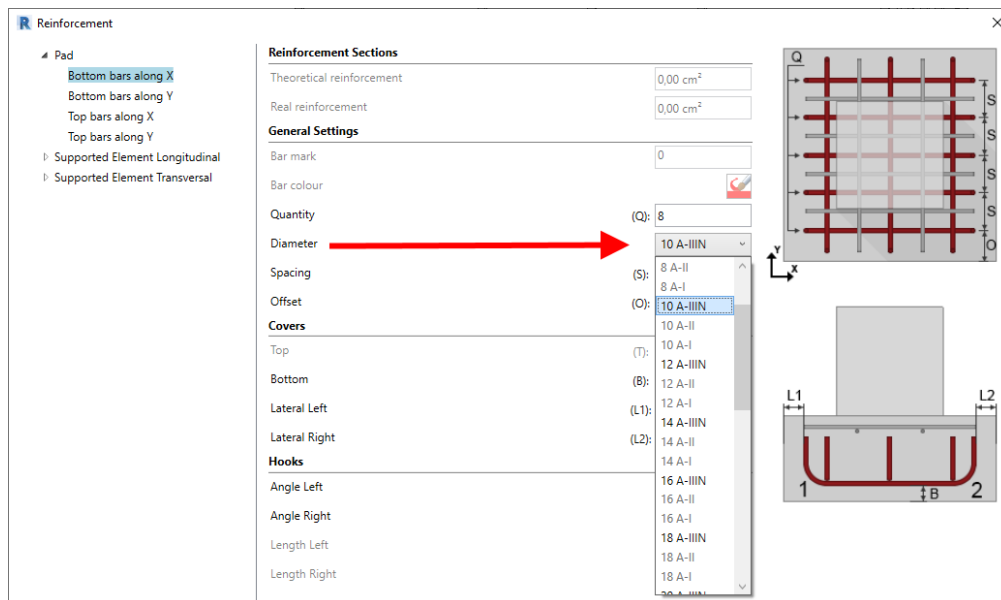 Reinforcement
Pad
Bottom bars along X
Bottom bars along Y
Top bars along X
Top bars along Y
Supported Element Longitudinal
Supported Element Transversal
Reinforcement Sections
Theoretical reinforcement 0,00 cm²
Real reinforcement 0,00 cm²
General Settings
Bar mark 0
Bar colour
Quantity (Q): 8
Diameter 10 A-IIIN
Spacing (S):
Offset (O):
Covers
Top (T):
Bottom (B):
Lateral Left (L1):
Lateral Right (L2):
Hooks
Angle Left
Angle Right
Length Left
Length Right
8 A-II
8 A-I
10 A-IIIN
10 A-II
10 A-I
12 A-IIIN
12 A-II
12 A-I
14 A-IIIN
14 A-II
14 A-I
16 A-IIIN
16 A-II
16 A-I
18 A-IIIN
18 A-II
18 A-I
20 A-IIIN
Q
S
S
S
S
O
Y
X
L1 L2
1 B 2